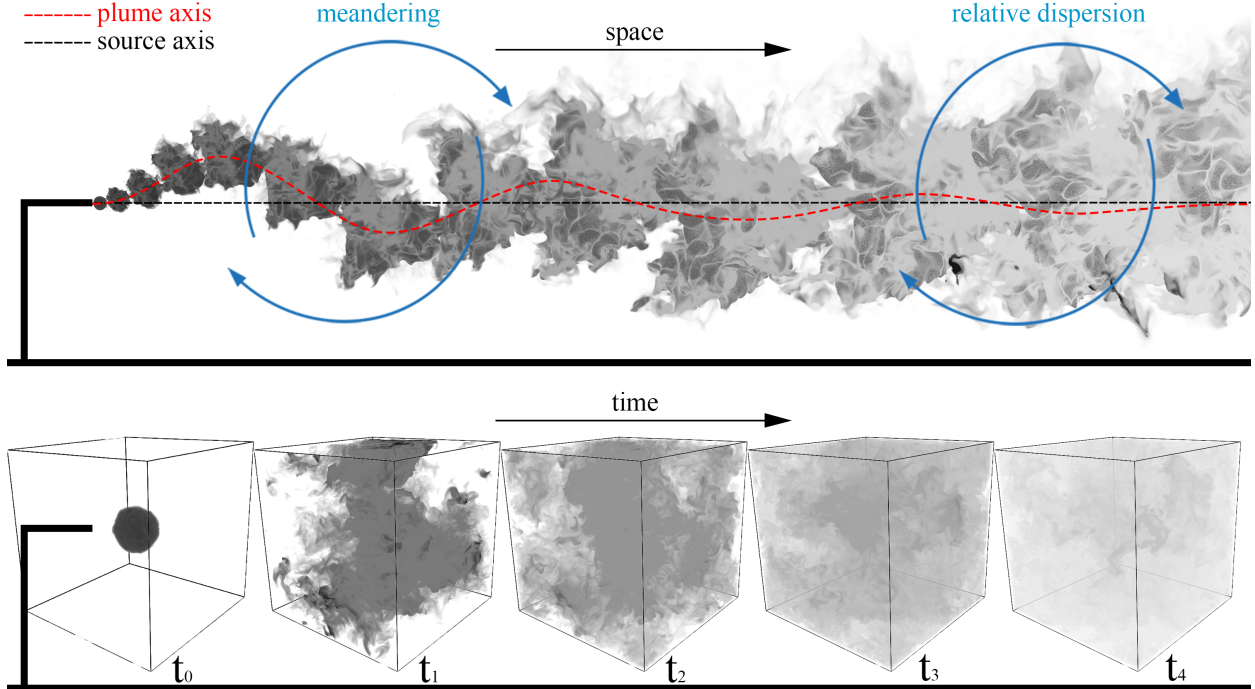 plume axis
source axis
meandering
relative dispersion
space
time
t0
t1
t2
t3
t4